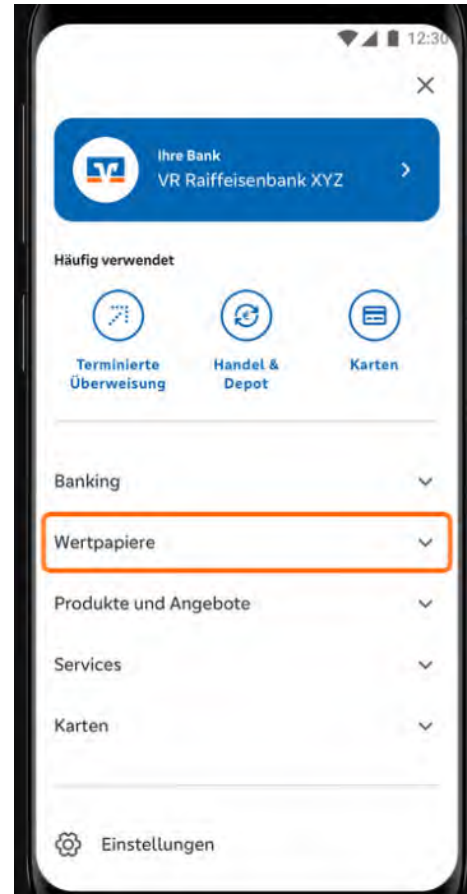 12:30
Ihre Bank
VR Raiffeisenbank XYZ
Häufig verwendet
Terminierte
Überweisung
Handel &
Depot
Karten
Banking
Wertpapiere
Produkte und Angebote
Services
Karten
Einstellungen